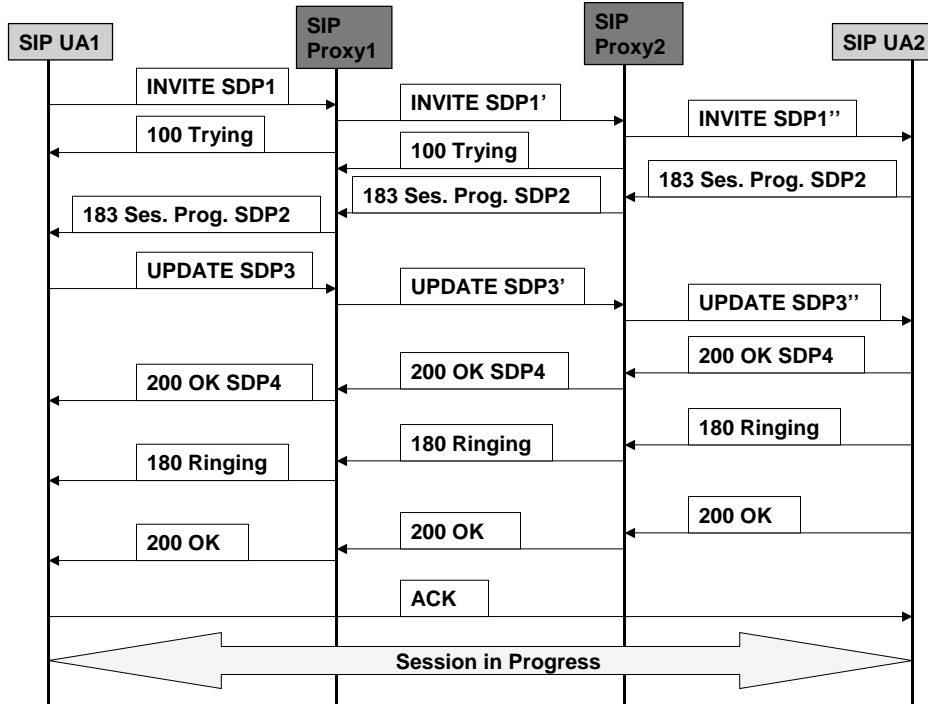 SIP UA1
SIP
Proxy1
SIP
Proxy2
SIP UA2
INVITE SDP1
INVITE SDP1'
INVITE SDP1''
100 Trying
100 Trying
183 Ses. Prog. SDP2
183 Ses. Prog. SDP2
183 Ses. Prog. SDP2
UPDATE SDP3
UPDATE SDP3'
UPDATE SDP3''
200 OK SDP4
200 OK SDP4
200 OK SDP4
180 Ringing
180 Ringing
180 Ringing
200 OK
200 OK
200 OK
ACK
Session in Progress